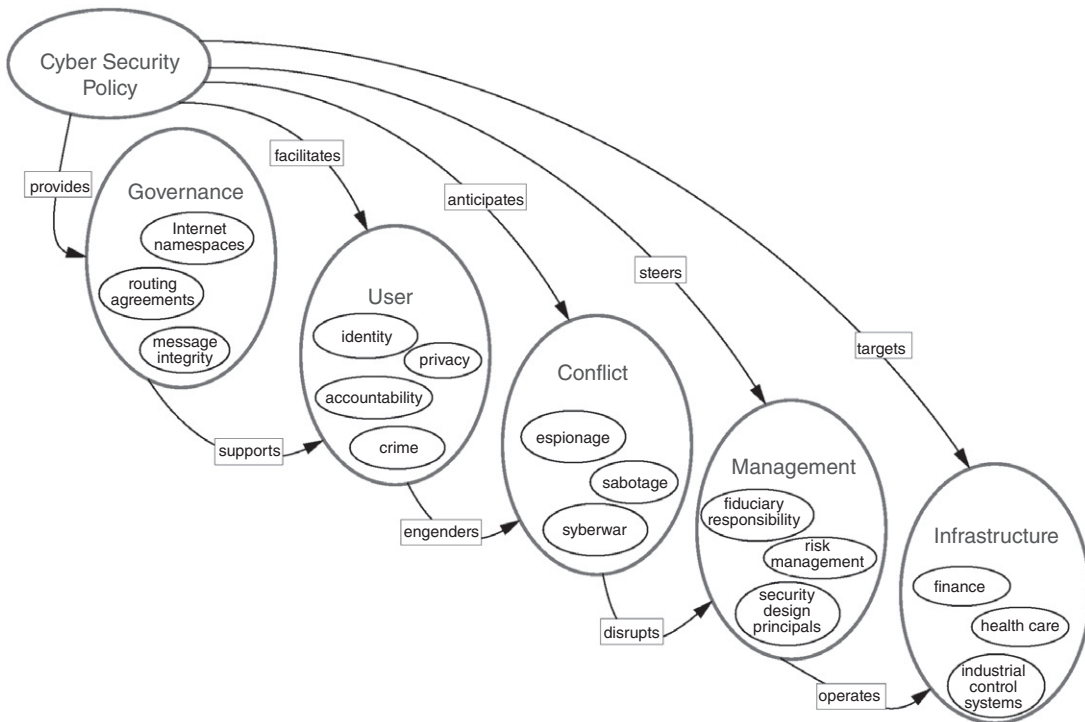 Cyber Security
Policy
provides
facilitates
anticipates
steers
targets
Governance
Internet
namespaces
routing
agreements
message
integrity
supports
User
identity
privacy
accountability
crime
engenders
Conflict
espionage
sabotage
syberwar
disrupts
Management
fiduciary
responsibility
risk
management
security
design
principals
operates
Infrastructure
finance
health care
industrial
control
systems